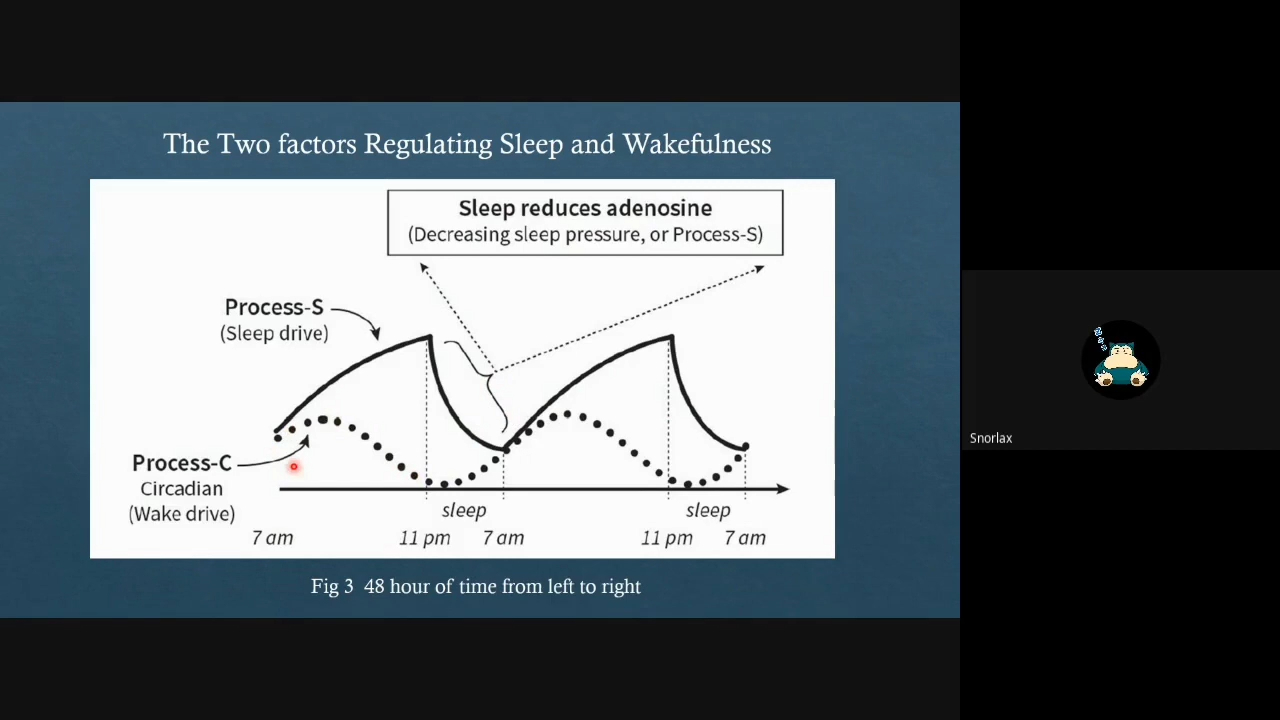 The Two factors Regulating Sleep and Wakefulness
Sleep reduces adenosine
(Decreasing sleep pressure, or Process-S)
Process-S
(Sleep drive)
Process-C
Circadian
(Wake drive)
sleep
sleep
7 am
11 pm
7 am
11 pm
7 am
Fig 3 48 hour of time from left to right
Snorlax